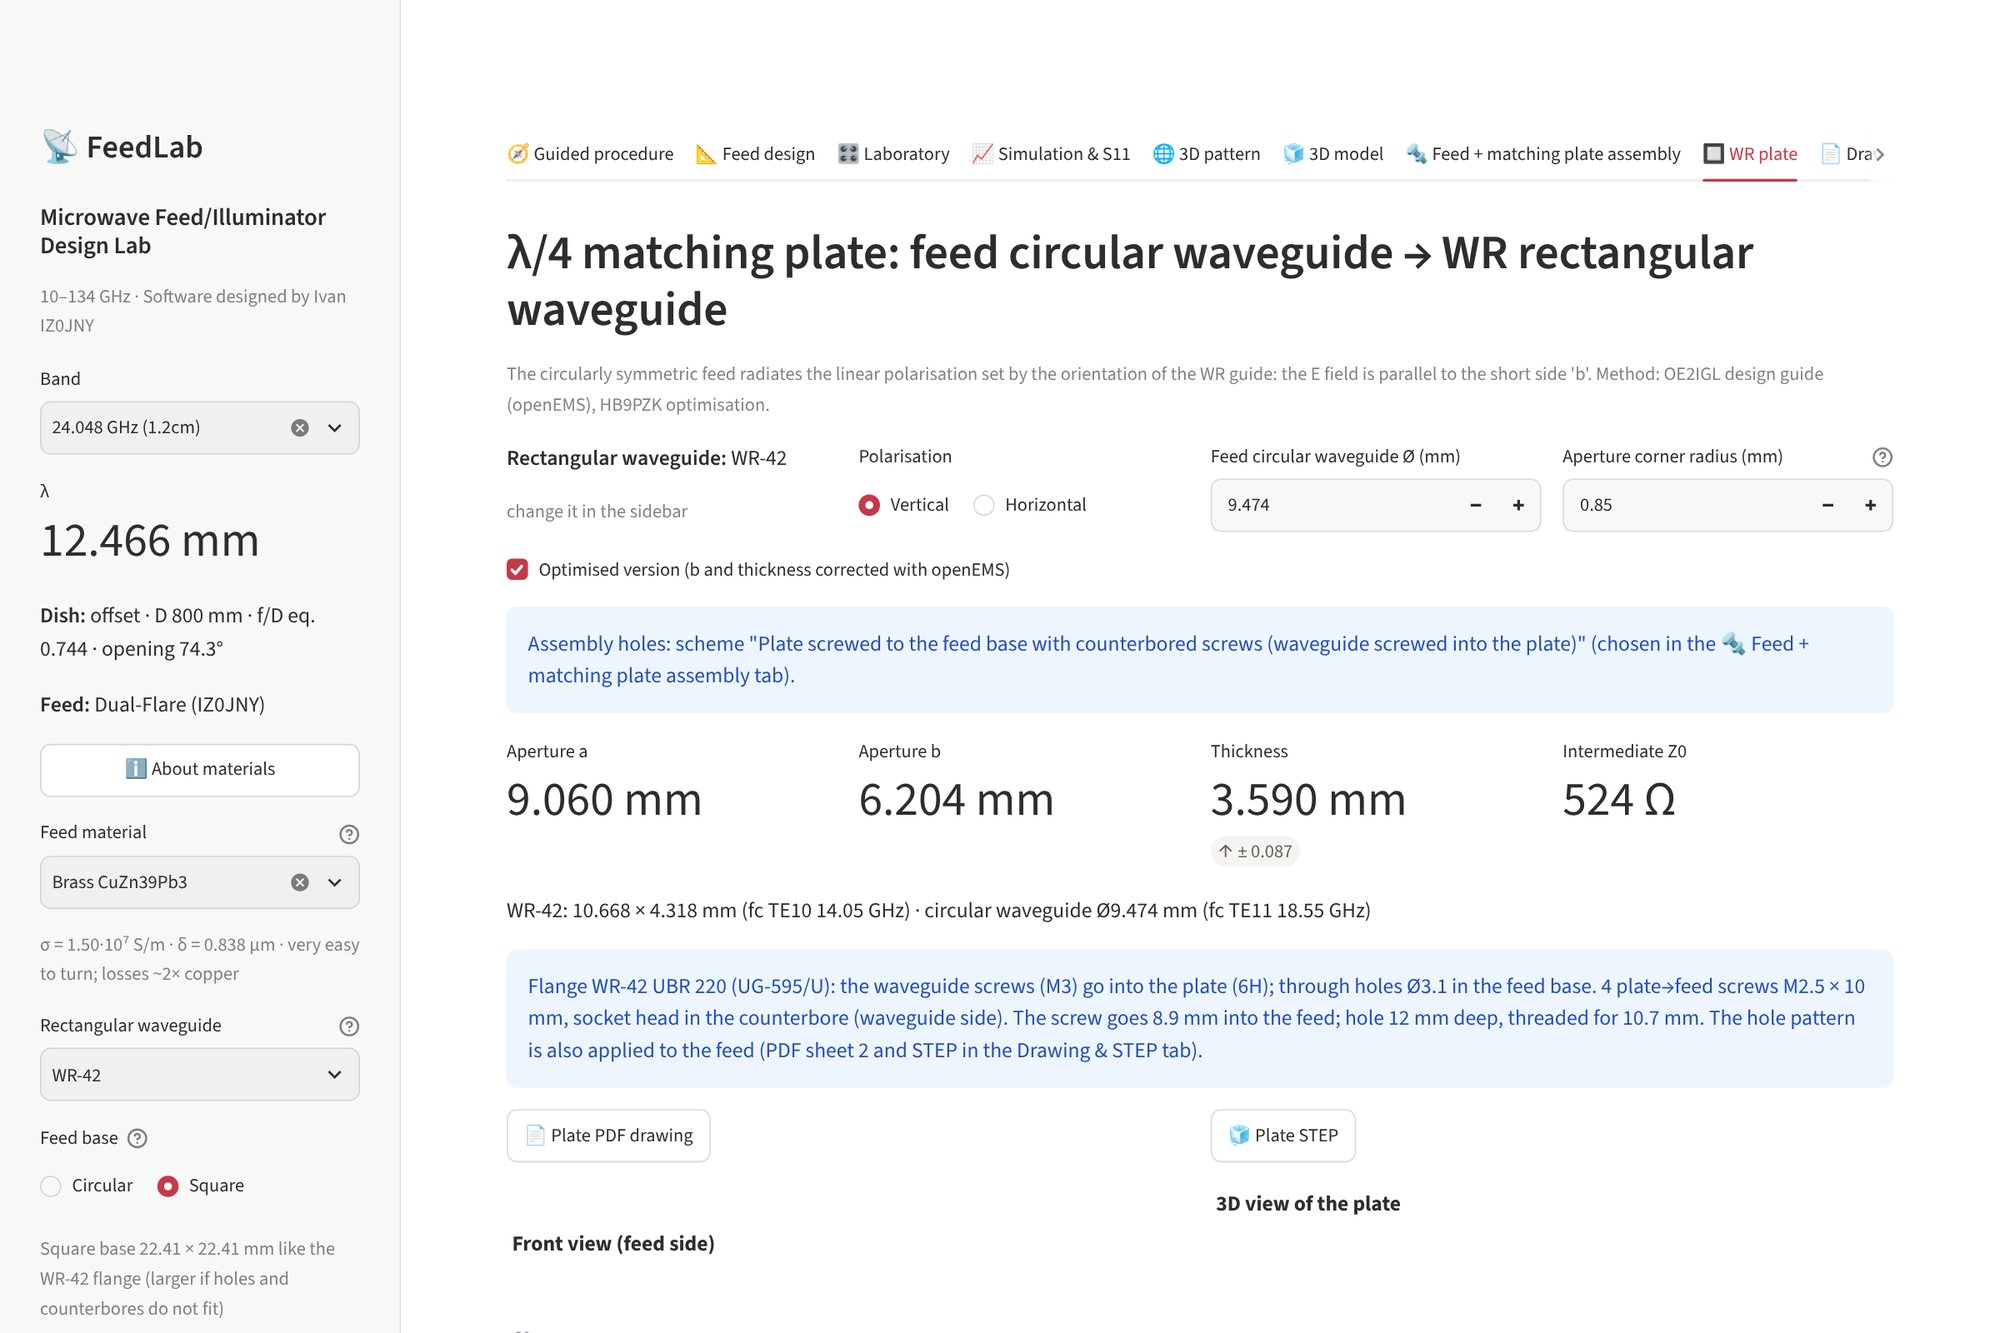 FeedLab
Microwave Feed/Illuminator
Design Lab
10–134 GHz · Software designed by Ivan
IZ0JNY
Band
24.048 GHz (1.2cm)
λ
12.466 mm
Dish: offset · D 800 mm · f/D eq.
0.744 · opening 74.3°
Feed: Dual-Flare (IZ0JNY)
About materials
Feed material
Brass CuZn39Pb3
σ = 1.50·10⁷ S/m · δ = 0.838 µm · very easy
to turn; losses ~2× copper
Rectangular waveguide
WR-42
Feed base
Circular Square
Square base 22.41 × 22.41 mm like the
WR-42 flange (larger if holes and
counterbores do not fit)
Guided procedure Feed design Laboratory Simulation & S11 3D pattern 3D model Feed + matching plate assembly WR plate Dra
λ/4 matching plate: feed circular waveguide → WR rectangular
waveguide
The circularly symmetric feed radiates the linear polarisation set by the orientation of the WR guide: the E field is parallel to the short side 'b'. Method: OE2IGL design guide
(openEMS), HB9PZK optimisation.
Rectangular waveguide: WR-42
change it in the sidebar
Polarisation
Vertical Horizontal
Feed circular waveguide Ø (mm)
9.474
Aperture corner radius (mm)
0.85
Optimised version (b and thickness corrected with openEMS)
Assembly holes: scheme "Plate screwed to the feed base with counterbored screws (waveguide screwed into the plate)" (chosen in the Feed +
matching plate assembly tab).
Aperture a
9.060 mm
Aperture b
6.204 mm
Thickness
3.590 mm
↑ ± 0.087
Intermediate Z0
524 Ω
WR-42: 10.668 × 4.318 mm (fc TE10 14.05 GHz) · circular waveguide Ø9.474 mm (fc TE11 18.55 GHz)
Flange WR-42 UBR 220 (UG-595/U): the waveguide screws (M3) go into the plate (6H); through holes Ø3.1 in the feed base. 4 plate→feed screws M2.5 × 10
mm, socket head in the counterbore (waveguide side). The screw goes 8.9 mm into the feed; hole 12 mm deep, threaded for 10.7 mm. The hole pattern
is also applied to the feed (PDF sheet 2 and STEP in the Drawing & STEP tab).
Plate PDF drawing
Plate STEP
3D view of the plate
Front view (feed side)